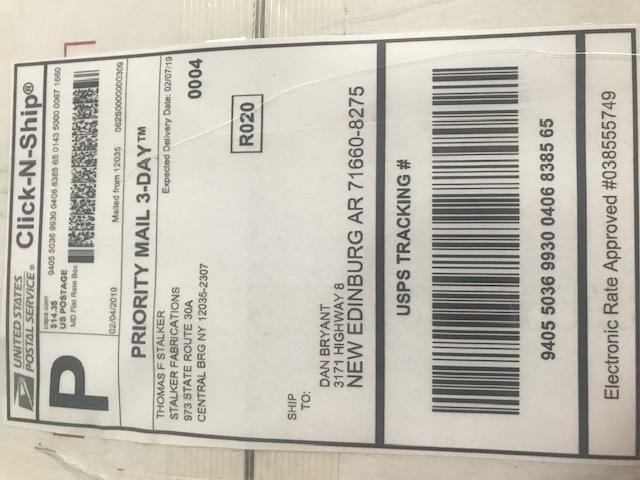 UNITED STATES
POSTAL SERVICE® Click-N-Ship®
P
usps.com
$14.35
US POSTAGE
MD Flat Rate Box
9405 5036 9930 0406 8385 65 0143 5000 0067 1660
02/04/2019
Mailed from 12035 062S0000000309
PRIORITY MAIL 3-DAY™
THOMAS F STALKER
STALKER FABRICATIONS
973 STATE ROUTE 30A
CENTRAL BRG NY 12035-2307
Expected Delivery Date: 02/07/19
0004
R020
SHIP
TO:
DAN BRYANT
3171 HIGHWAY 8
NEW EDINBURG AR 71660-8275
USPS TRACKING #
9405 5036 9930 0406 8385 65
Electronic Rate Approved #038555749